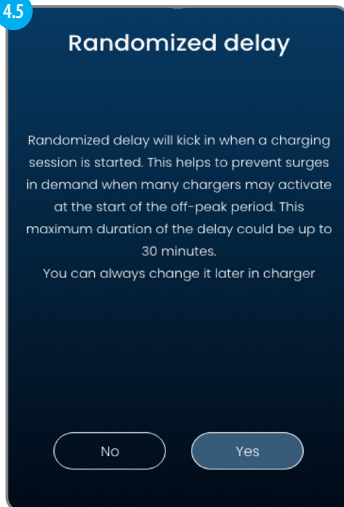 4.5
Randomized delay
Randomized delay will kick in when a charging
session is started. This helps to prevent surges
in demand when many chargers may activate
at the start of the off-peak period. This
maximum duration of the delay could be up to
30 minutes.
You can always change it later in charger
No
Yes